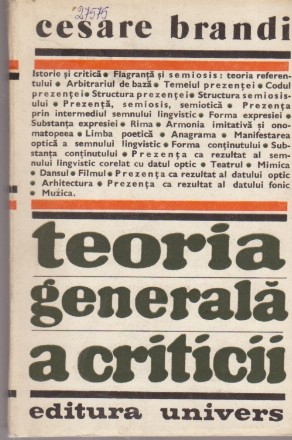 27575
cesare brandi
Istorie și critică ● Flagranță și semiosis : teoria referen-
tului ● Arbitrariul de bază ● Temeiul prezenței ● Codul
prezenței ● Structura prezenței ● Structura semiosis-
ului ● Prezență, semiosis, semiotică ● Prezența
prin intermediul semnului lingvistic ● Forma expresiei ●
Substanța expresiei ● Rima ● Armonia imitativă și ono-
matopeea ● Limba poetică ● Anagrama ● Manifestarea
optică a semnului lingvistic ● Forma conținutului ● Sub-
stanța conținutului ● Prezența ca rezultat al sem-
nului lingvistic corelat cu datul optic ● Teatrul ● Mimica
● Dansul ● Filmul ● Prezența ca rezultat al datului optic
● Arhitectura ● Prezența ca rezultat al datului fonic
● Muzica.
teoria
generală
a criticii
editura univers